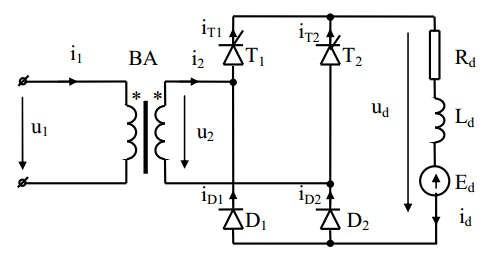 iT1 iT2
i1 BA i2 T1 T2 Rd
* *
u1 u2 ud Ld
iD1 iD2 Ed
D1 D2 id